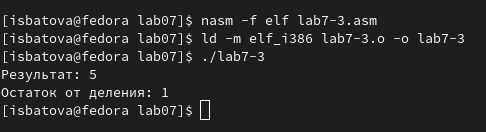 [isbatova@fedora lab07]$ nasm -f elf lab7-3.asm
[isbatova@fedora lab07]$ ld -m elf_i386 lab7-3.o -o lab7-3
[isbatova@fedora lab07]$ ./lab7-3
Результат: 5
Остаток от деления: 1
[isbatova@fedora lab07]$